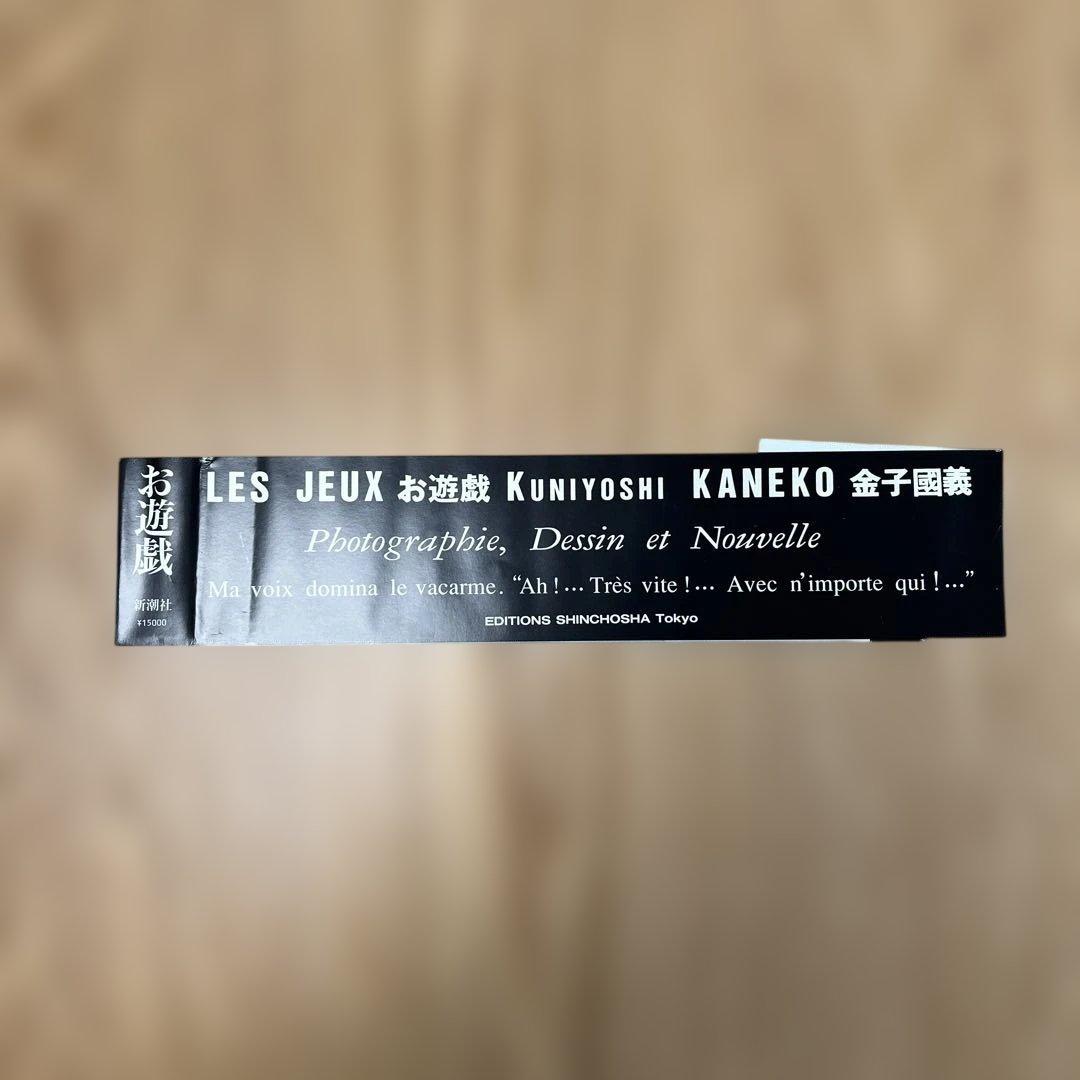 お遊戯
新潮社
¥15000
LES JEUX お遊戯 KUNIYOSHI KANEKO 金子國義
Photographie, Dessin et Nouvelle
Ma voix domina le vacarme. “Ah!... Très vite!... Avec n’importe qui!...”
EDITIONS SHINCHOSHA Tokyo